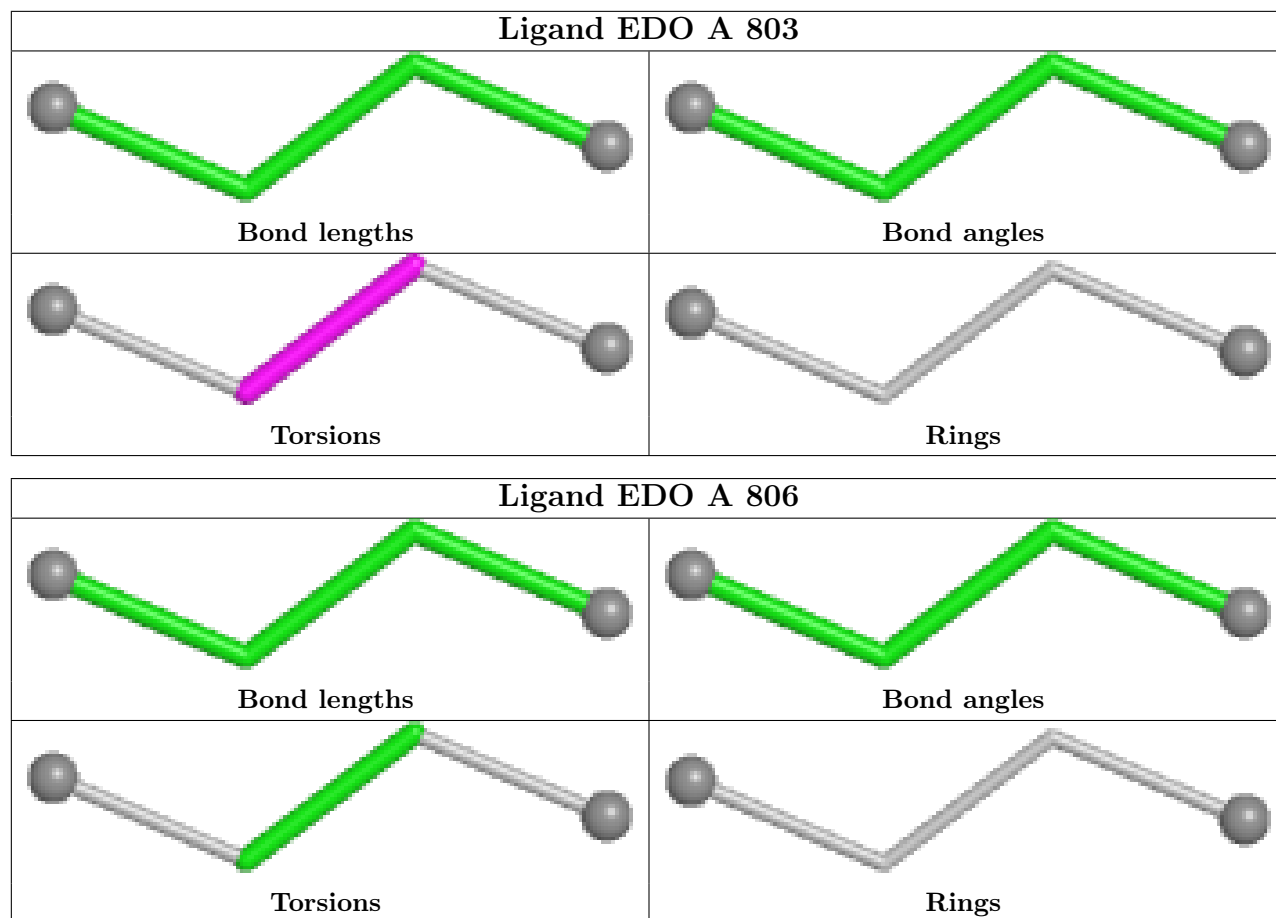 Ligand EDO A 803
Bond lengths
Bond angles
Torsions
Rings
Ligand EDO A 806
Bond lengths
Bond angles
Torsions
Rings